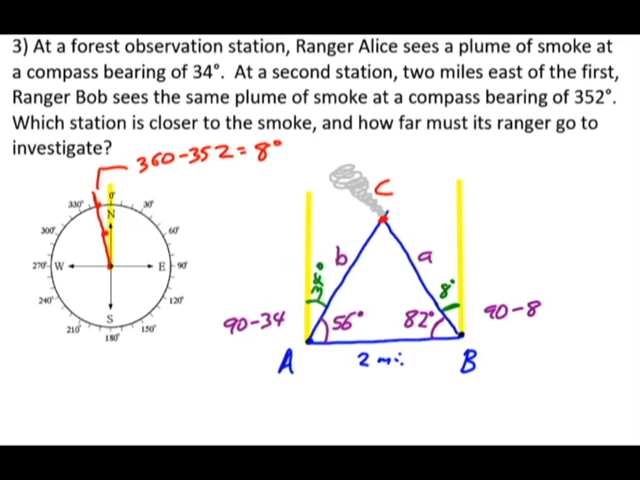 3) At a forest observation station, Ranger Alice sees a plume of smoke at
a compass bearing of 34°. At a second station, two miles east of the first,
Ranger Bob sees the same plume of smoke at a compass bearing of 352°.
Which station is closer to the smoke, and how far must its ranger go to
investigate?
360-352=8°
0°
330° 30°
N
300° 60°
270° W E 90°
240° 120°
S
210° 150°
180°
C
b a
8°
90-34 56° 82° 90-8
A 2 mi. B